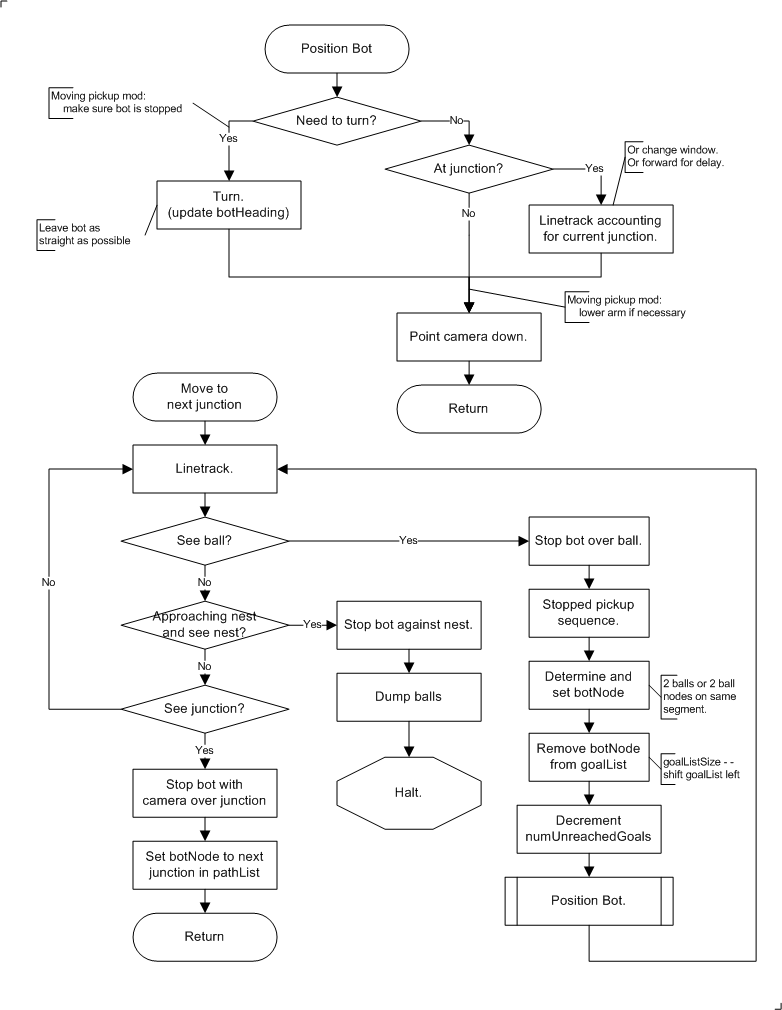 Position Bot
Moving pickup mod:
make sure bot is stopped
Need to turn?
No
Yes
At junction?
Yes
Or change window.
Or forward for delay.
Turn.
(update botHeading)
No
Linetrack accounting
for current junction.
Leave bot as
straight as possible
Moving pickup mod:
lower arm if necessary
Point camera down.
Return
Move to
next junction
Linetrack.
See ball?
Yes
Stop bot over ball.
No
No
Approaching nest
and see nest?
Yes
Stop bot against nest.
Stopped pickup
sequence.
No
Dump balls
Determine and
set botNode
2 balls or 2 ball
nodes on same
segment.
See junction?
Yes
Remove botNode
from goalList
goalListSize - -
shift goalList left
Stop bot with
camera over junction
Halt.
Decrement
numUnreachedGoals
Set botNode to next
junction in pathList
Position Bot.
Return